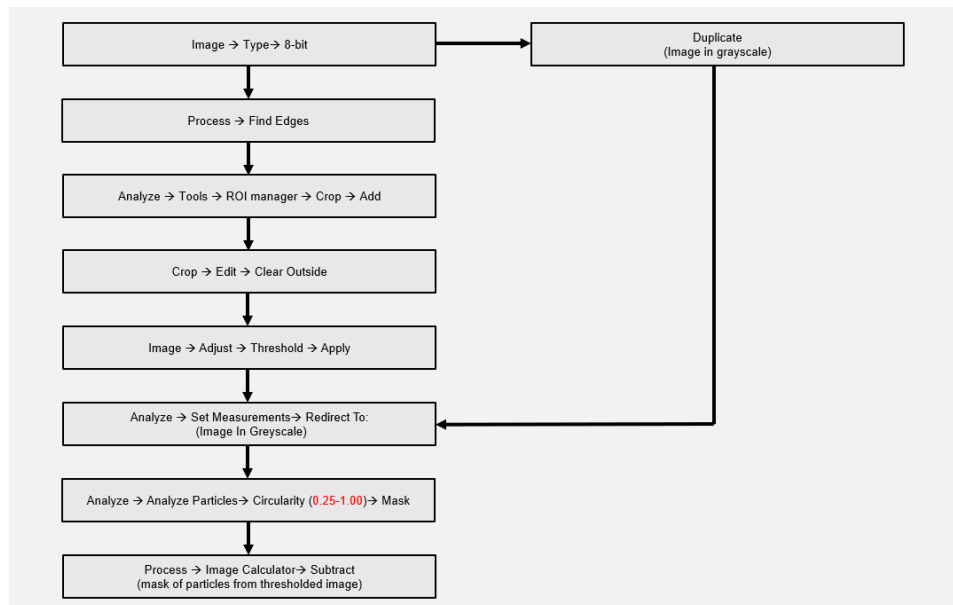 Image → Type→ 8-bit
Duplicate
(Image in grayscale)
Process → Find Edges
Analyze → Tools → ROI manager → Crop → Add
Crop → Edit → Clear Outside
Image → Adjust→ Threshold → Apply
Analyze → Set Measurements→ Redirect To:
(Image In Greyscale)
Analyze → Analyze Particles→ Circularity (0.25-1.00)→ Mask
Process → Image Calculator→ Subtract
(mask of particles from thresholded image)